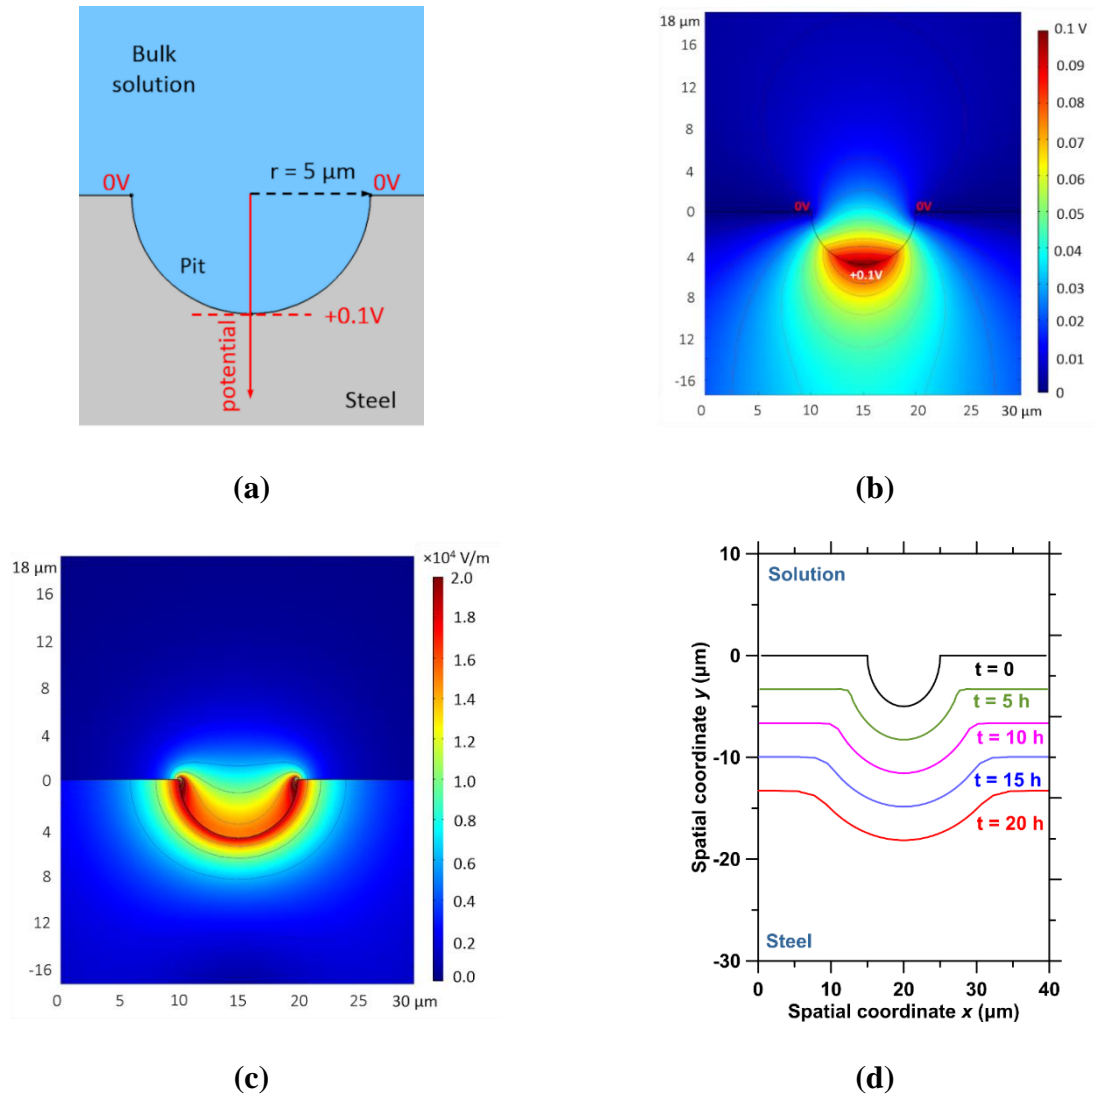 Bulk
solution
0V
r = 5 μm
0V
Pit
+0.1V
potential
Steel
(a)
18 μm
16
12
8
4
0
4
8
12
-16
0
5
10
15
20
25
30 μm
0V
0V
+0.1V
0.1 V
0.09
0.08
0.07
0.06
0.05
0.04
0.03
0.02
0.01
0
(b)
18 μm
16
12
8
4
0
4
8
12
-16
0
5
10
15
20
25
30 μm
×10⁴ V/m
2.0
1.8
1.6
1.4
1.2
1.0
0.8
0.6
0.4
0.2
0.0
(c)
10
0
-10
-20
-30
Spatial coordinate y (μm)
Solution
t = 0
t = 5 h
t = 10 h
t = 15 h
t = 20 h
Steel
0
10
20
30
40
Spatial coordinate x (μm)
(d)